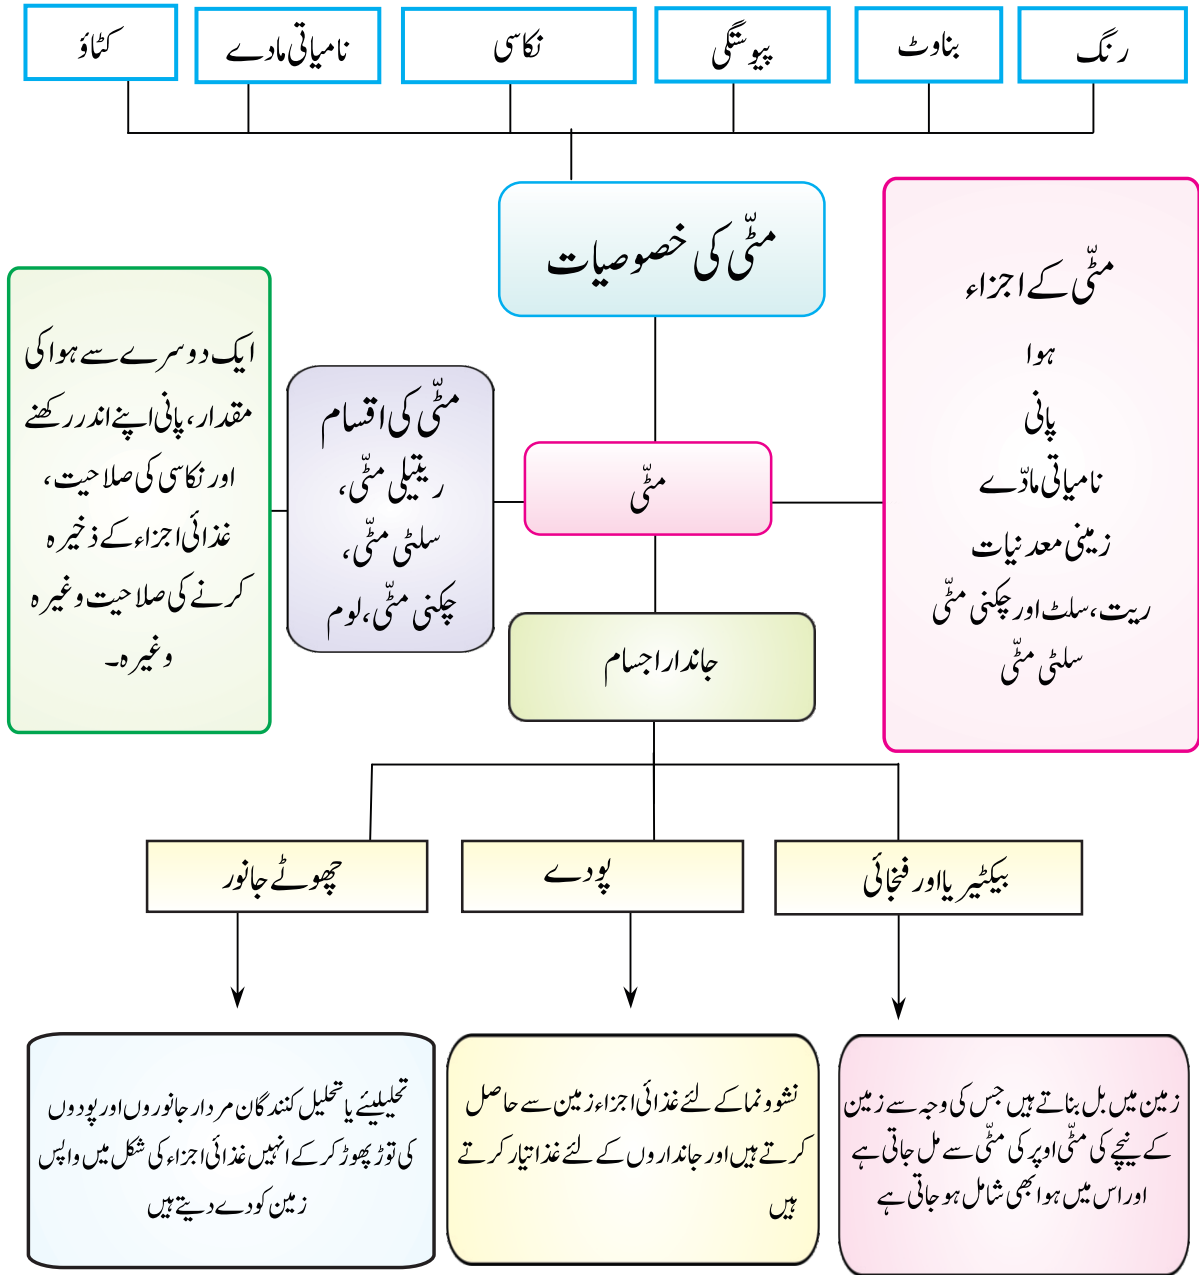 رنگ
بناوٹ
پیوستگی
نکاسی
نامیاتی مادے
کٹاؤ
مٹّی کی خصوصیات
مٹّی کے اجزاء
ہوا
پانی
نامیاتی مادّے
زمینی معدنیات
ریت، سلٹ اور چکنی مٹّی
سلٹی مٹّی
مٹّی
مٹّی کی اقسام
ریتیلی مٹّی،
سلٹی مٹّی،
چکنی مٹّی، لوم
ایک دوسرے سے ہوا کی
مقدار، پانی اپنے اندر رکھنے
اور نکاسی کی صلاحیت،
غذائی اجزاء کے ذخیرہ
کرنے کی صلاحیت وغیرہ
وغیرہ۔
جاندار اجسام
بیکٹیریا اور فنجائی
پودے
چھوٹے جانور
زمین میں بل بناتے ہیں جس کی وجہ سے زمین
کے نیچے کی مٹّی اوپر کی مٹّی سے مل جاتی ہے
اور اس میں ہوا بھی شامل ہو جاتی ہے
نشوونما کے لئے غذائی اجزاء زمین سے حاصل
کرتے ہیں اور جانداروں کے لئے غذا تیار کرتے
ہیں
تحلیلیئے یا تحلیل کنندگان مردار جانوروں اور پودوں
کی توڑ پھوڑ کر کے انہیں غذائی اجزاء کی شکل میں واپس
زمین کو دے دیتے ہیں